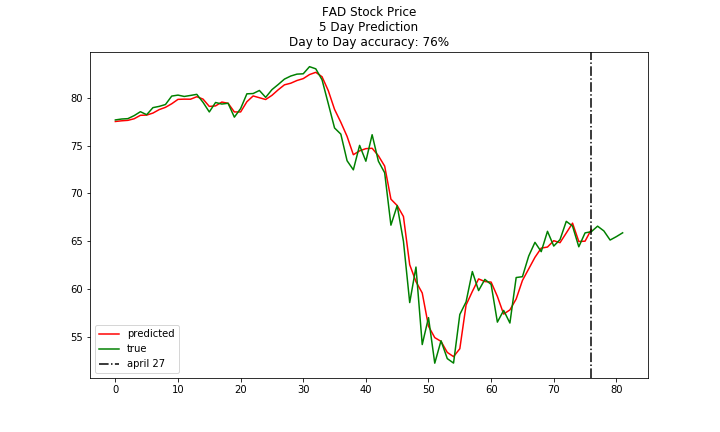 FAD Stock Price
5 Day Prediction
Day to Day accuracy: 76%
80
75
70
65
60
55
predicted
true
april 27
0 10 20 30 40 50 60 70 80